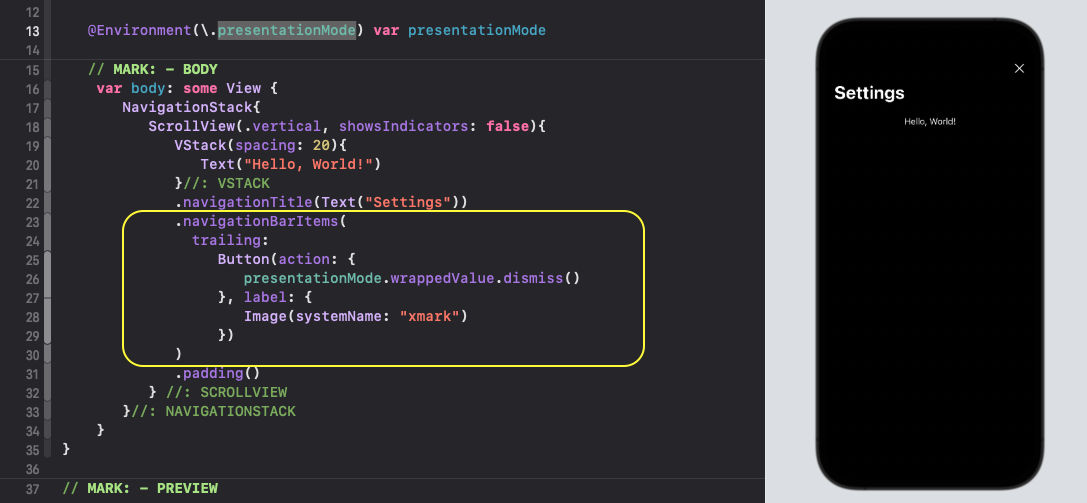 12
13 @Environment(\.presentationMode) var presentationMode
14
15 // MARK: - BODY
16 var body: some View {
17 NavigationStack{
18 ScrollView(.vertical, showsIndicators: false){
19 VStack(spacing: 20){
20 Text("Hello, World!")
21 }//: VSTACK
22 .navigationTitle(Text("Settings"))
23 .navigationBarItems(
24 trailing:
25 Button(action: {
26 presentationMode.wrappedValue.dismiss()
27 }, label: {
28 Image(systemName: "xmark")
29 })
30 )
31 .padding()
32 } //: SCROLLVIEW
33 }//: NAVIGATIONSTACK
34 }
35 }
36
37 // MARK: - PREVIEW
Settings
Hello, World!